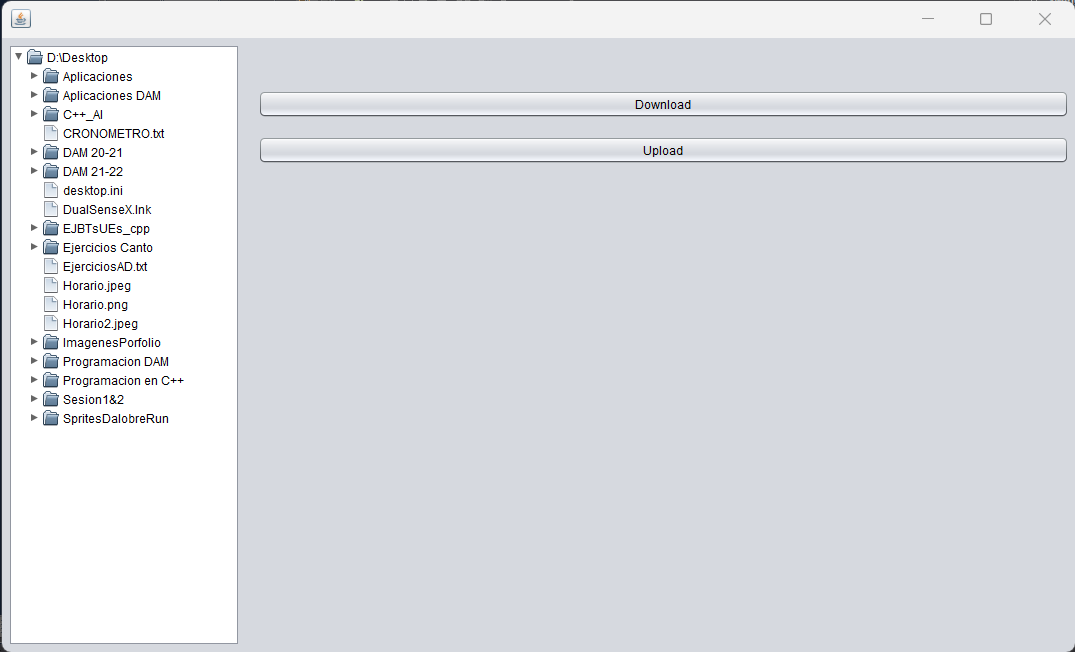 D:\Desktop
Aplicaciones
Aplicaciones DAM
C++_AI
CRONOMETRO.txt
DAM 20-21
DAM 21-22
desktop.ini
DualSenseX.lnk
EJBTsUEs_cpp
Ejercicios Canto
EjerciciosAD.txt
Horario.jpeg
Horario.png
Horario2.jpeg
ImagenesPorfolio
Programacion DAM
Programacion en C++
Sesion1&2
SpritesDalobreRun
Download
Upload